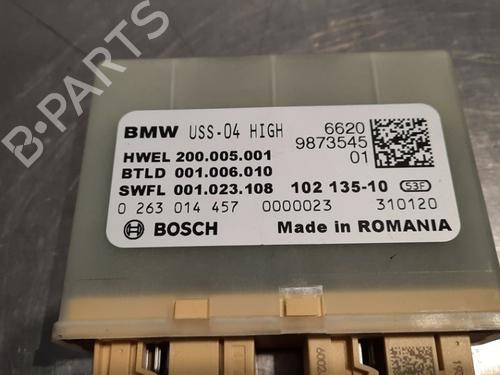 BMW USS-04 HIGH 6620
9873545
HWEL 200.005.001 01
BTLD 001.006.010
SWFL 001.023.108 102 135-10 53F
0 263 014 457 0000023 310120
BOSCH Made in ROMANIA
B-PARTS